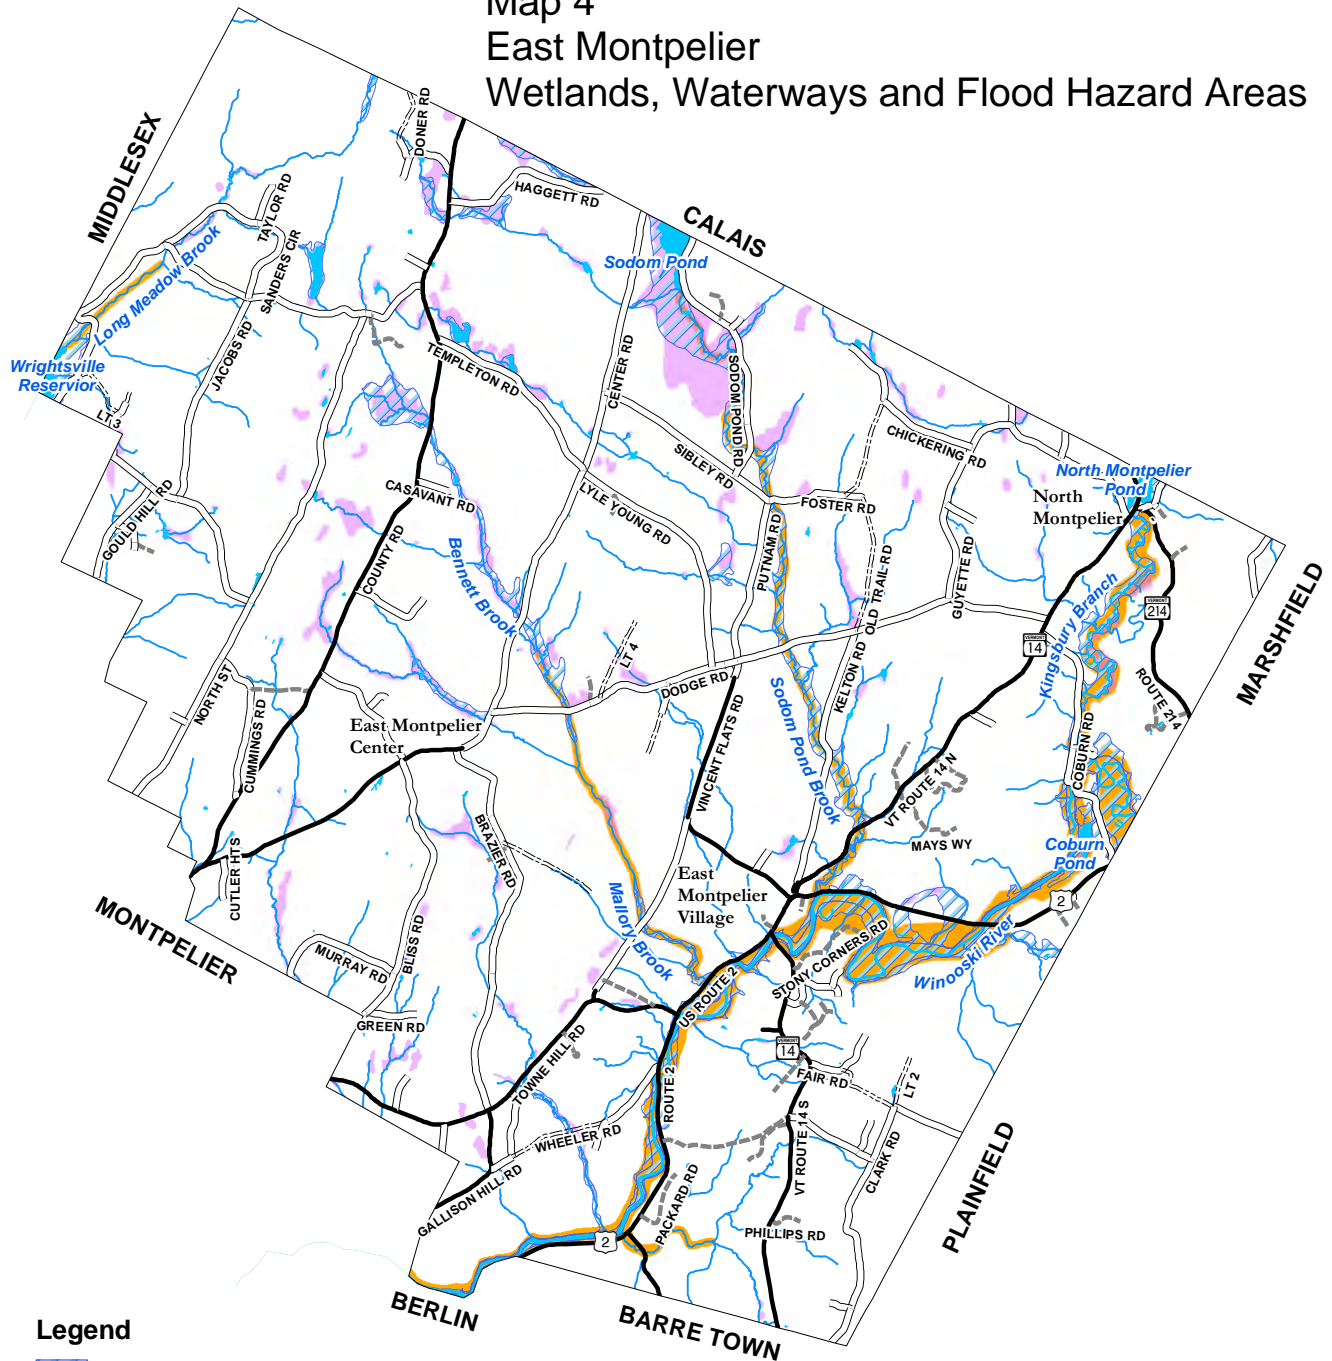 Map 4
East Montpelier
Wetlands, Waterways and Flood Hazard Areas
MIDDLESEX
CALAIS
DONER RD
HAGGETT RD
TAYLOR RD
SANDERS CIR
Long Meadow Brook
Sodom Pond
Wrightsville
Reservior
JACOBS RD
LT 3
TEMPLETON RD
CENTER RD
SODOM POND RD
SIBLEY RD
CHICKERING RD
North Montpelier
Pond
North
Montpelier
GOULD HILL RD
CASAVANT RD
LYLE YOUNG RD
FOSTER RD
COUNTY RD
Bennett Brook
PUTNAM RD
OLD TRAIL RD
GUYETTE RD
Kingsbury Branch
VERMONT
214
VERMONT
14
MARSHFIELD
ROUTE 214
NORTH ST
CUMMINGS RD
LT 4
DODGE RD
KELTON RD
East Montpelier
Center
VINCENT FLATS RD
Sodom Pond Brook
COBURN RD
VT ROUTE 14 N
MAYS WY
Coburn
Pond
BRAZIER RD
CUTLER HTS
East
Montpelier
Village
2
MONTPELIER
BLISS RD
MURRAY RD
Mallory Brook
STONY CORNERS RD
Winooski River
US ROUTE 2
GREEN RD
TOWNE HILL RD
VERMONT
14
FAIR RD
LT 2
ROUTE 2
WHEELER RD
VT ROUTE 14 S
CLARK RD
GALLISON HILL RD
PACKARD RD
PHILLIPS RD
PLAINFIELD
2
BERLIN
BARRE TOWN
Legend